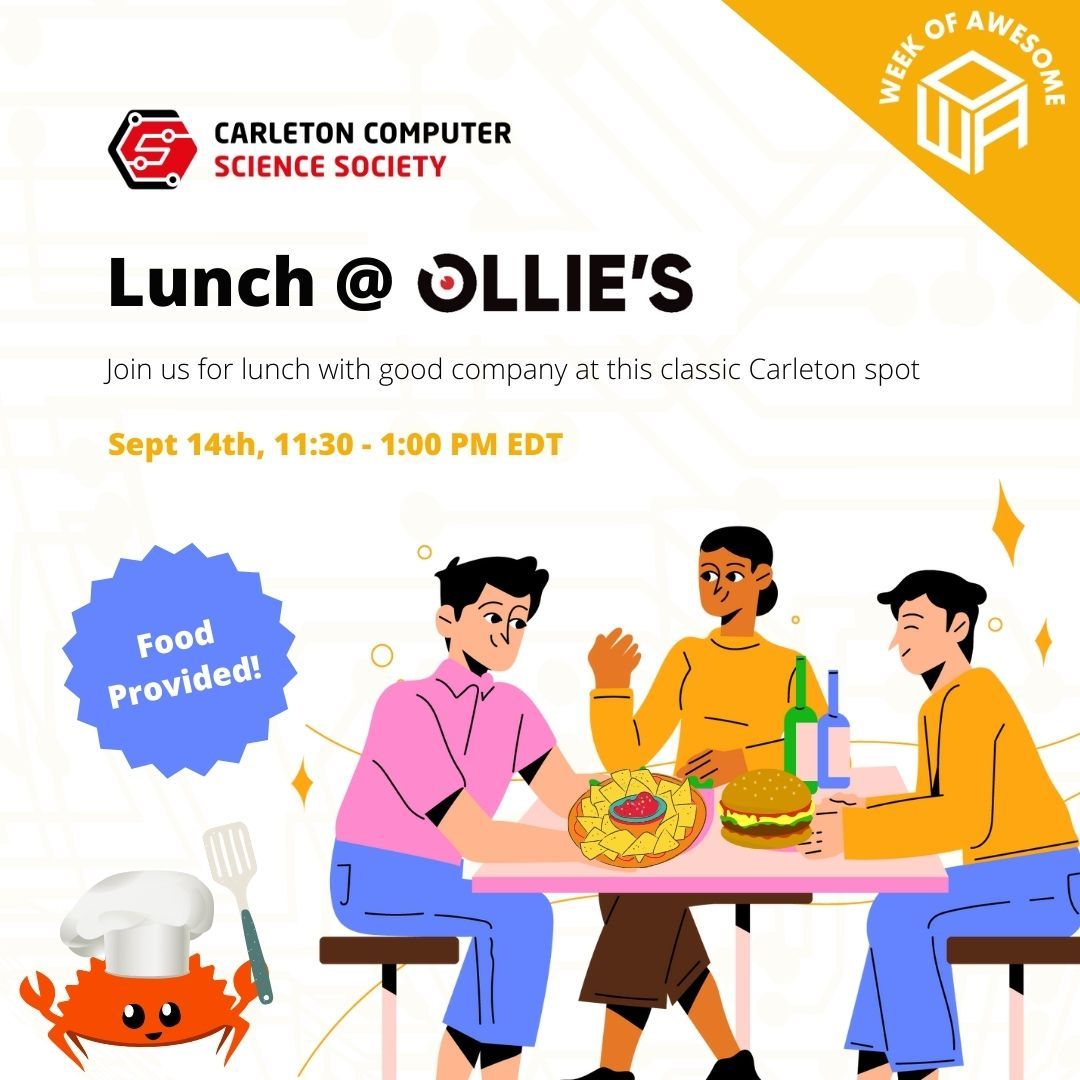 WEEK OF AWESOME
WOA
CARLETON COMPUTER
SCIENCE SOCIETY
Lunch @ OLLIE'S
Join us for lunch with good company at this classic Carleton spot
Sept 14th, 11:30 - 1:00 PM EDT
Food
Provided!